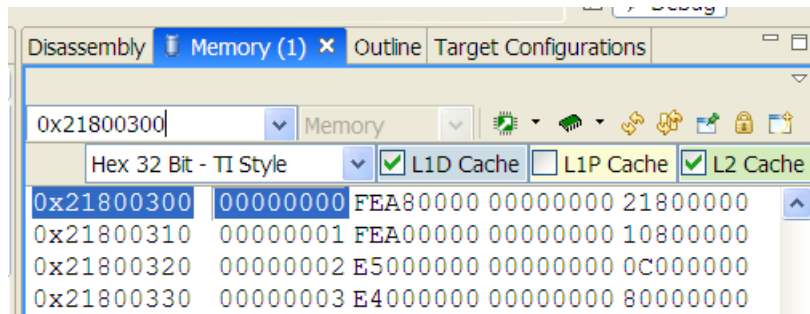 Debug
Disassembly Memory (1) Outline Target Configurations
0x21800300 Memory
Hex 32 Bit - TI Style L1D Cache L1P Cache L2 Cache
0x21800300 00000000 FEA80000 00000000 21800000
0x21800310 00000001 FEA00000 00000000 10800000
0x21800320 00000002 E5000000 00000000 0C000000
0x21800330 00000003 E4000000 00000000 80000000